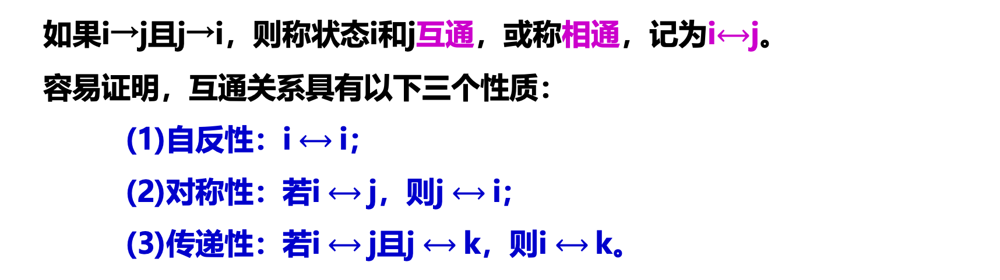 如果i→j且j→i，则称状态i和j互通，或称相通，记为i↔j。
容易证明，互通关系具有以下三个性质：
(1)自反性：i ↔ i；
(2)对称性：若i ↔ j，则j ↔ i；
(3)传递性：若i ↔ j且j ↔ k，则i ↔ k。